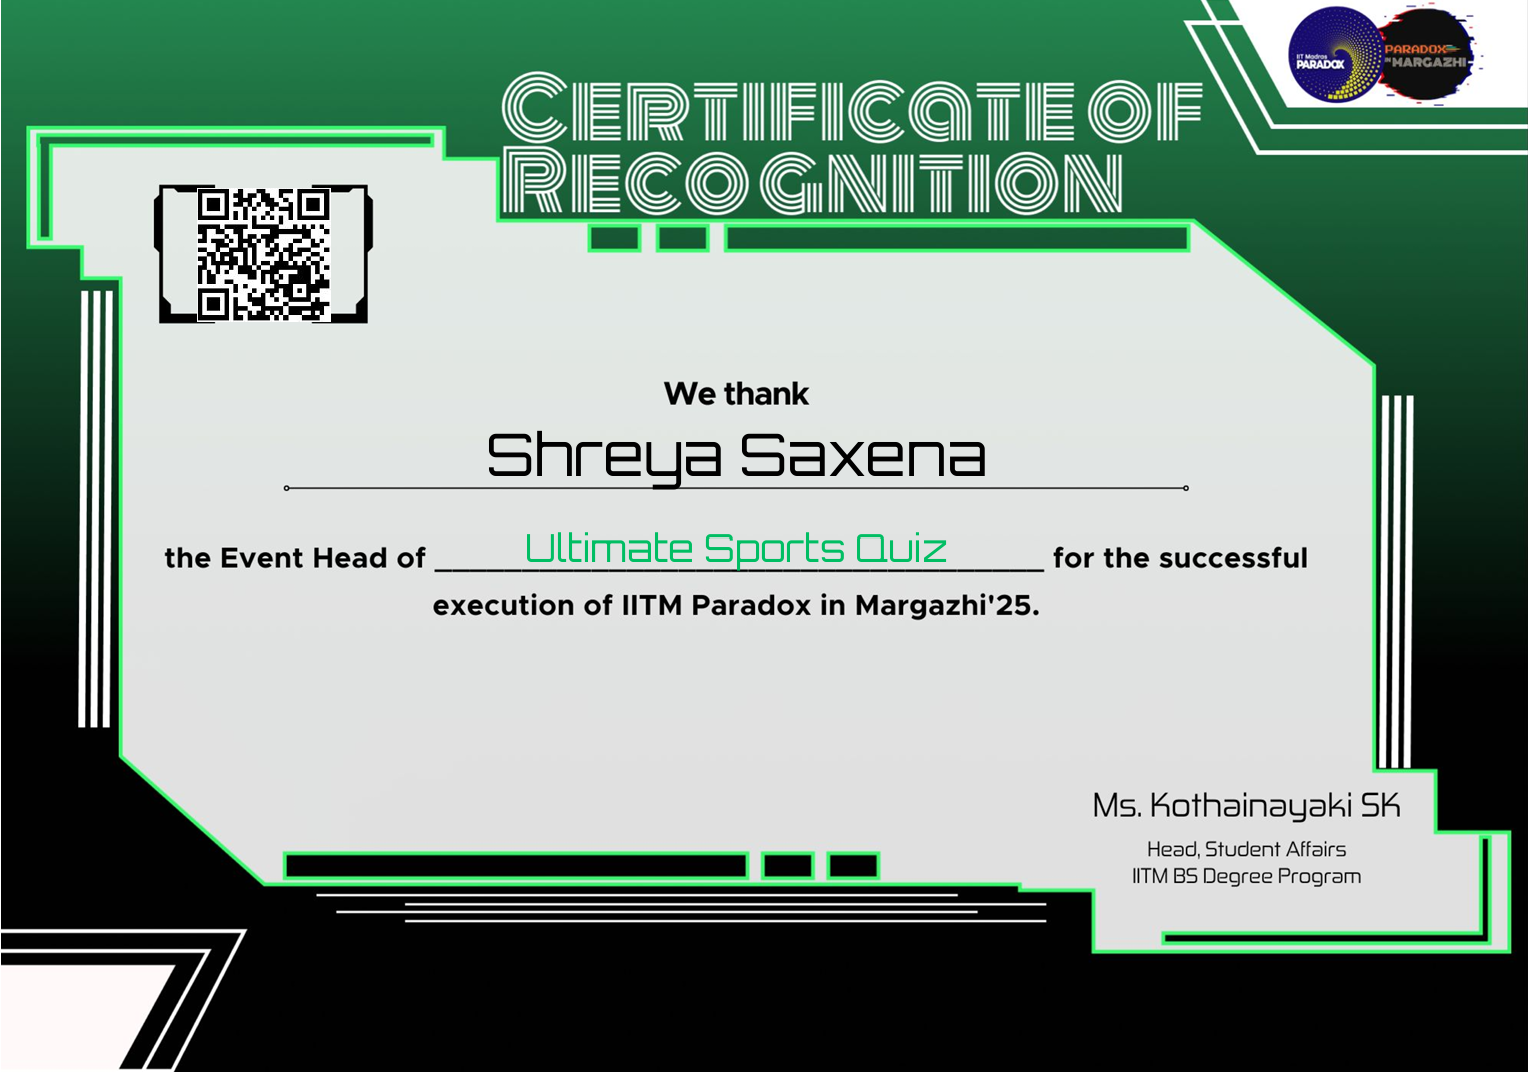 IIT Madras
PARADOX
PARADOX
IN MARGAZHI
CERTIFICATE OF
RECOGNITION
We thank
Shreya Saxena
the Event Head of Ultimate Sports Quiz for the successful
execution of IITM Paradox in Margazhi'25.
Ms. Kothainayaki SK
Head, Student Affairs
IITM BS Degree Program